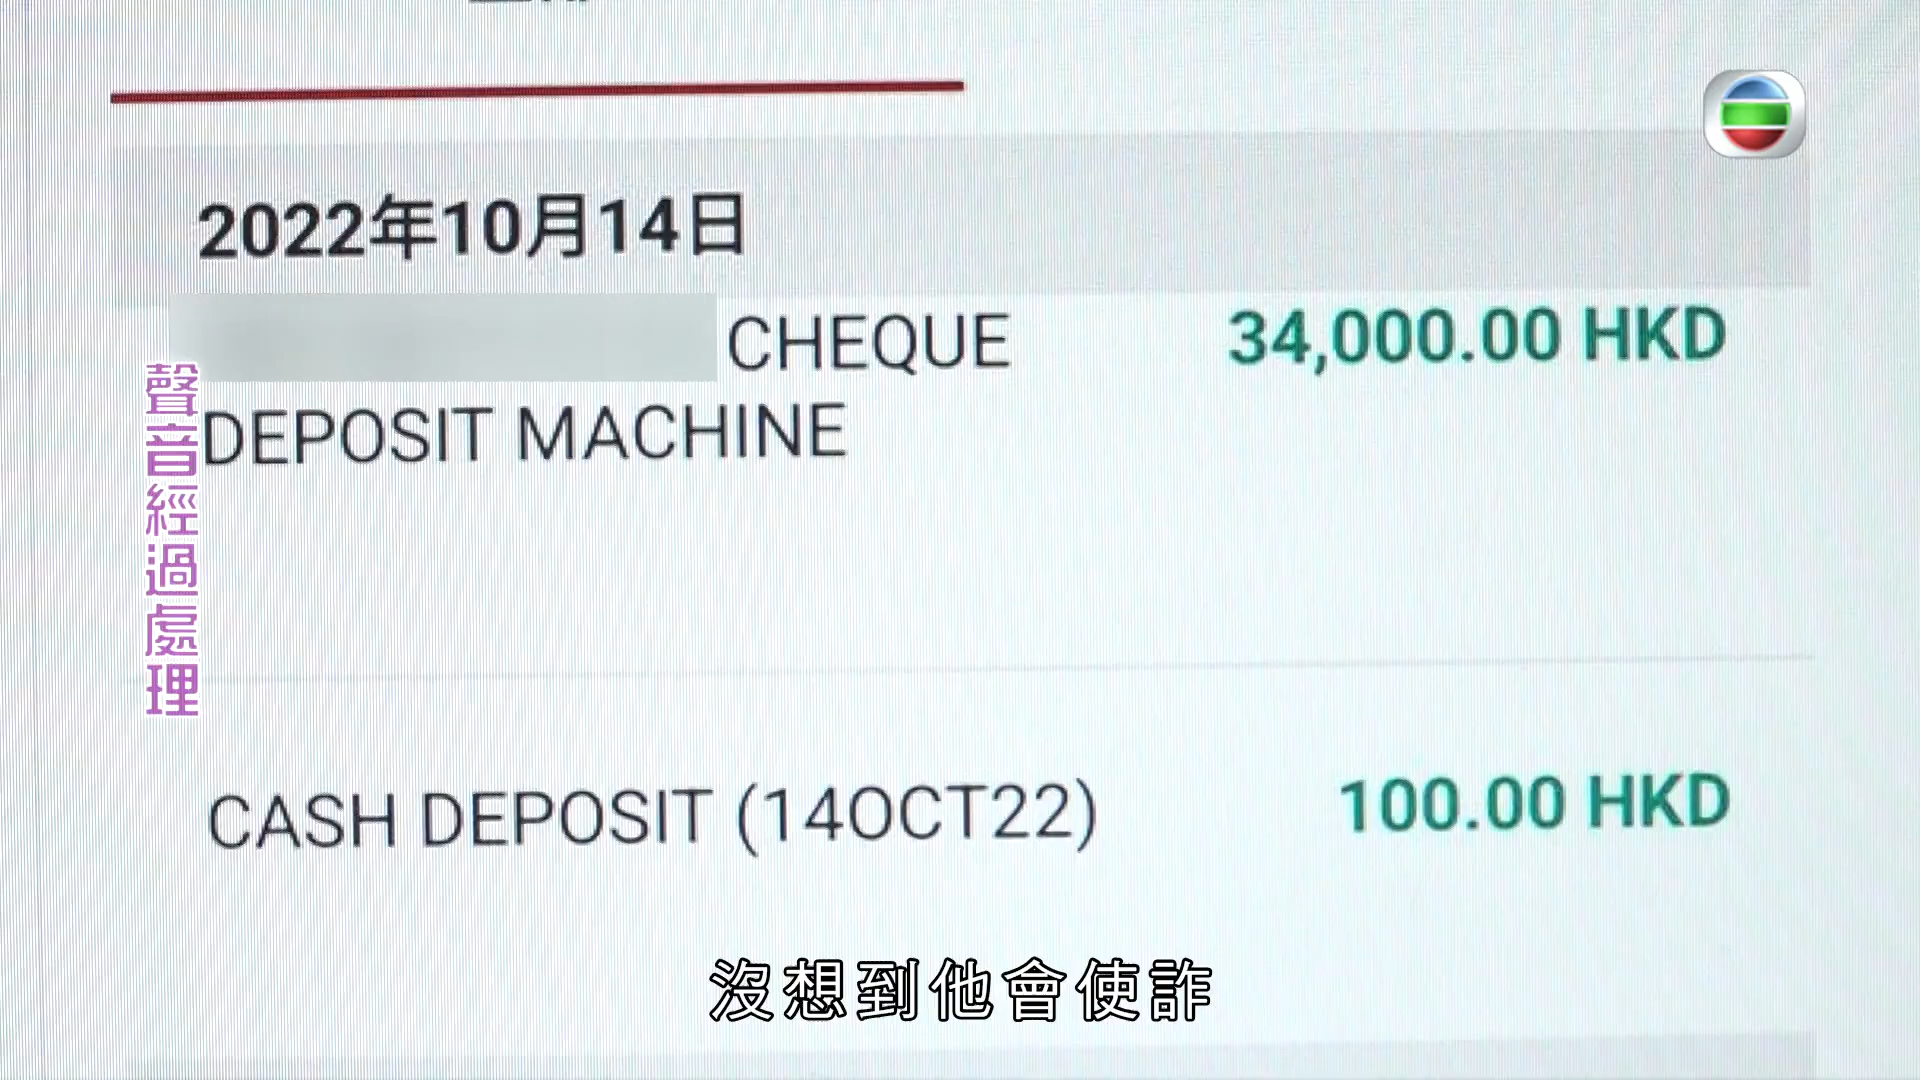 2022年10月14日
CHEQUE 34,000.00 HKD
DEPOSIT MACHINE
聲音經過處理
CASH DEPOSIT (14OCT22) 100.00 HKD
沒想到他會使詐